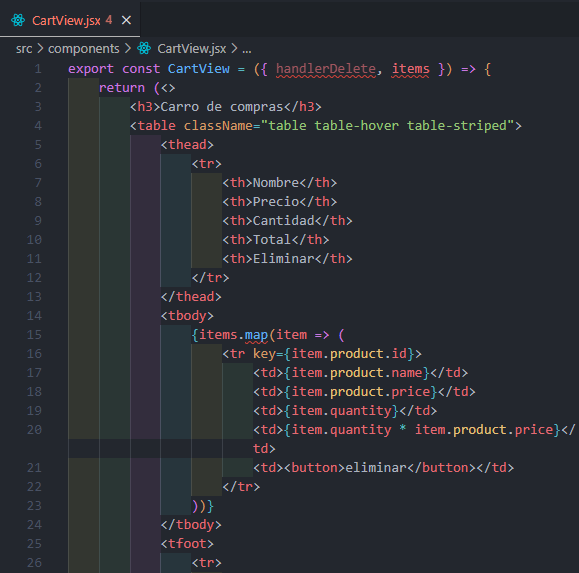 CartView.jsx 4 ×
src > components > CartView.jsx > ...
1 export const CartView = ({ handlerDelete, items }) => {
2 return (<>
3 <h3>Carro de compras</h3>
4 <table className="table table-hover table-striped">
5 <thead>
6 <tr>
7 <th>Nombre</th>
8 <th>Precio</th>
9 <th>Cantidad</th>
10 <th>Total</th>
11 <th>Eliminar</th>
12 </tr>
13 </thead>
14 <tbody>
15 {items.map(item => (
16 <tr key={item.product.id}>
17 <td>{item.product.name}</td>
18 <td>{item.product.price}</td>
19 <td>{item.quantity}</td>
20 <td>{item.quantity * item.product.price}</
td>
21 <td><button>eliminar</button></td>
22 </tr>
23 ))}
24 </tbody>
25 <tfoot>
26 <tr>